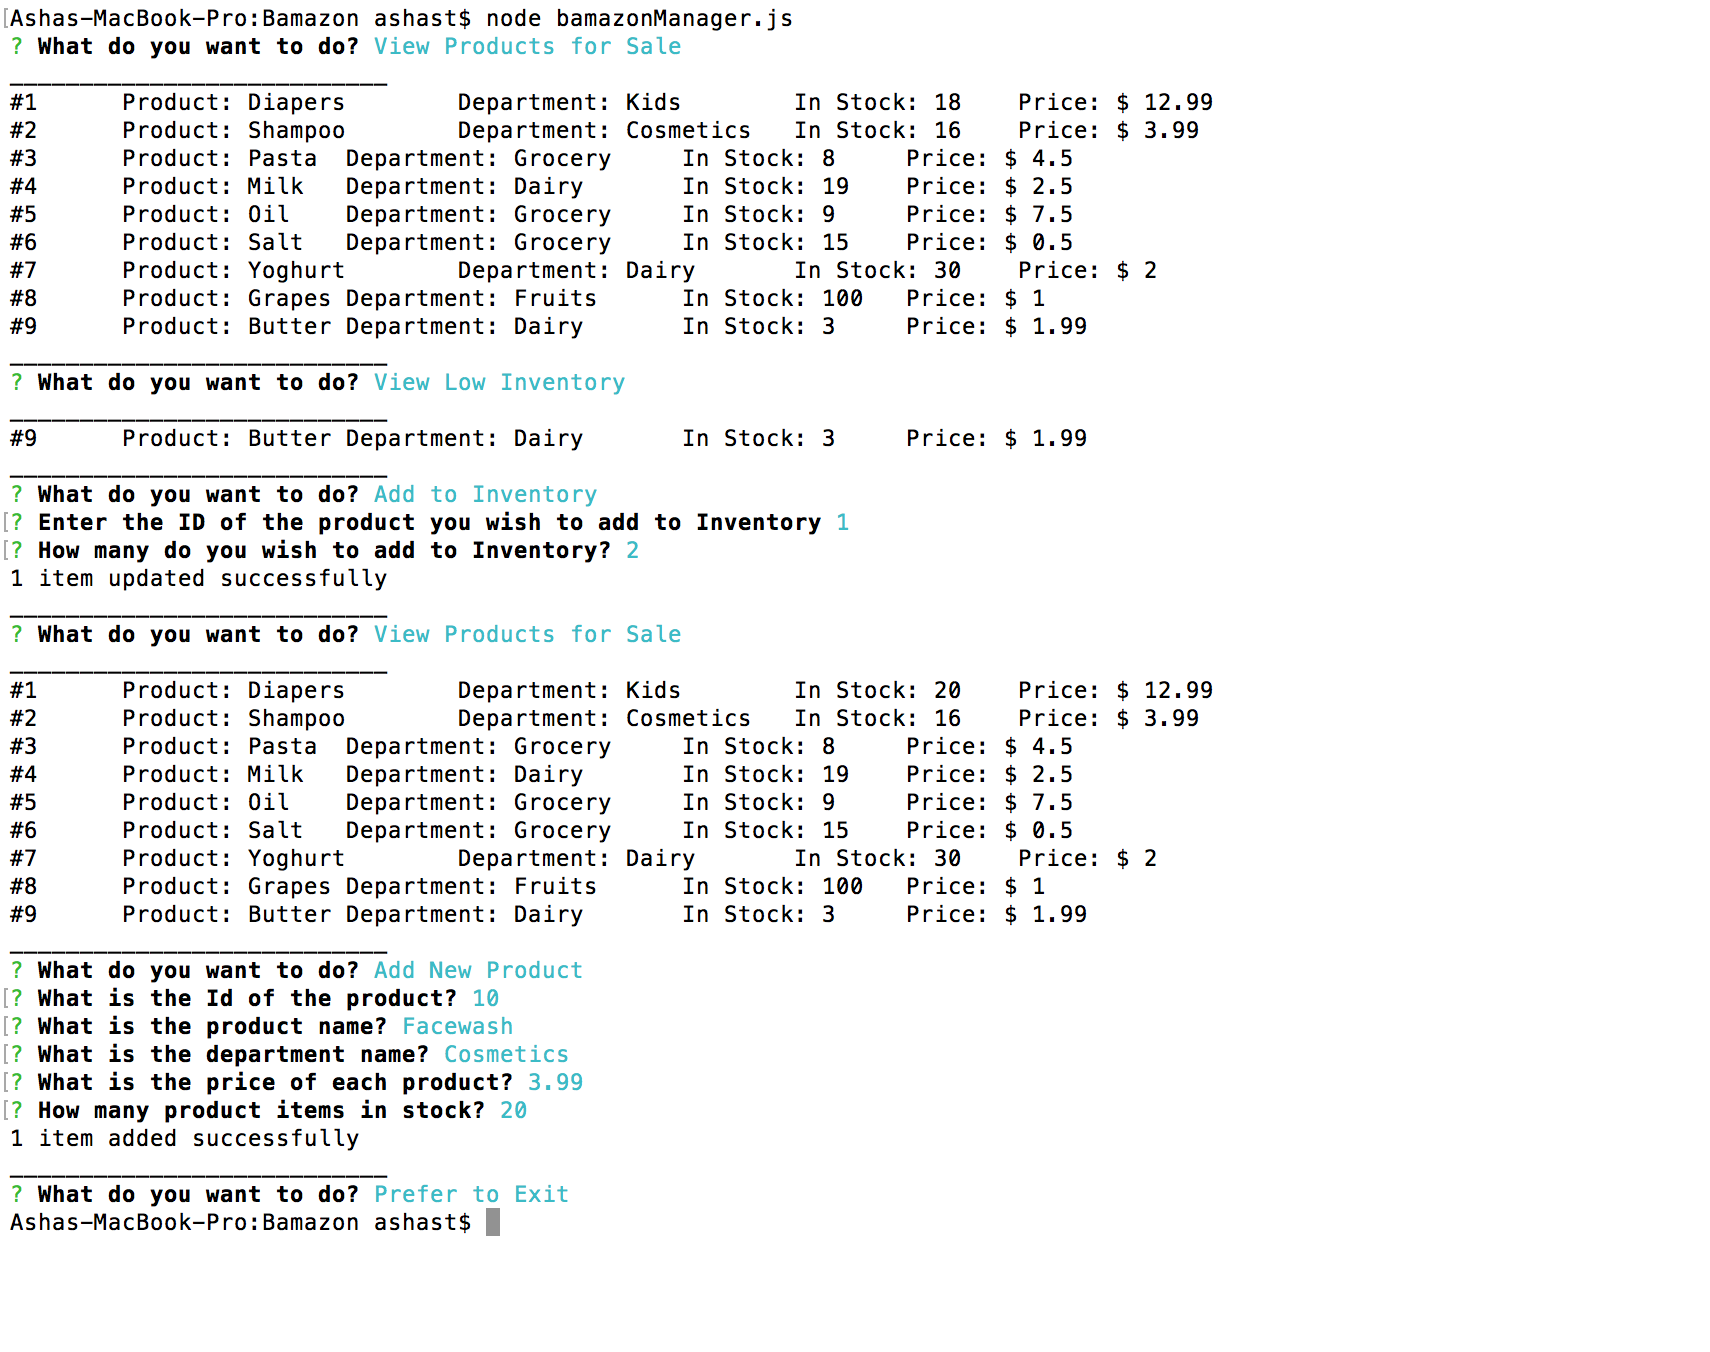 [Ashas-MacBook-Pro:Bamazon ashast$ node bamazonManager.js
? What do you want to do? View Products for Sale
___________________________
#1      Product: Diapers        Department: Kids        In Stock: 18    Price: $ 12.99
#2      Product: Shampoo        Department: Cosmetics   In Stock: 16    Price: $ 3.99
#3      Product: Pasta  Department: Grocery     In Stock: 8     Price: $ 4.5
#4      Product: Milk   Department: Dairy       In Stock: 19    Price: $ 2.5
#5      Product: Oil    Department: Grocery     In Stock: 9     Price: $ 7.5
#6      Product: Salt   Department: Grocery     In Stock: 15    Price: $ 0.5
#7      Product: Yoghurt        Department: Dairy       In Stock: 30    Price: $ 2
#8      Product: Grapes Department: Fruits      In Stock: 100   Price: $ 1
#9      Product: Butter Department: Dairy       In Stock: 3     Price: $ 1.99
___________________________
? What do you want to do? View Low Inventory
___________________________
#9      Product: Butter Department: Dairy       In Stock: 3     Price: $ 1.99
___________________________
? What do you want to do? Add to Inventory
[? Enter the ID of the product you wish to add to Inventory 1
[? How many do you wish to add to Inventory? 2
1 item updated successfully
___________________________
? What do you want to do? View Products for Sale
___________________________
#1      Product: Diapers        Department: Kids        In Stock: 20    Price: $ 12.99
#2      Product: Shampoo        Department: Cosmetics   In Stock: 16    Price: $ 3.99
#3      Product: Pasta  Department: Grocery     In Stock: 8     Price: $ 4.5
#4      Product: Milk   Department: Dairy       In Stock: 19    Price: $ 2.5
#5      Product: Oil    Department: Grocery     In Stock: 9     Price: $ 7.5
#6      Product: Salt   Department: Grocery     In Stock: 15    Price: $ 0.5
#7      Product: Yoghurt        Department: Dairy       In Stock: 30    Price: $ 2
#8      Product: Grapes Department: Fruits      In Stock: 100   Price: $ 1
#9      Product: Butter Department: Dairy       In Stock: 3     Price: $ 1.99
___________________________
? What do you want to do? Add New Product
[? What is the Id of the product? 10
[? What is the product name? Facewash
[? What is the department name? Cosmetics
[? What is the price of each product? 3.99
[? How many product items in stock? 20
1 item added successfully
___________________________
? What do you want to do? Prefer to Exit
Ashas-MacBook-Pro:Bamazon ashast$